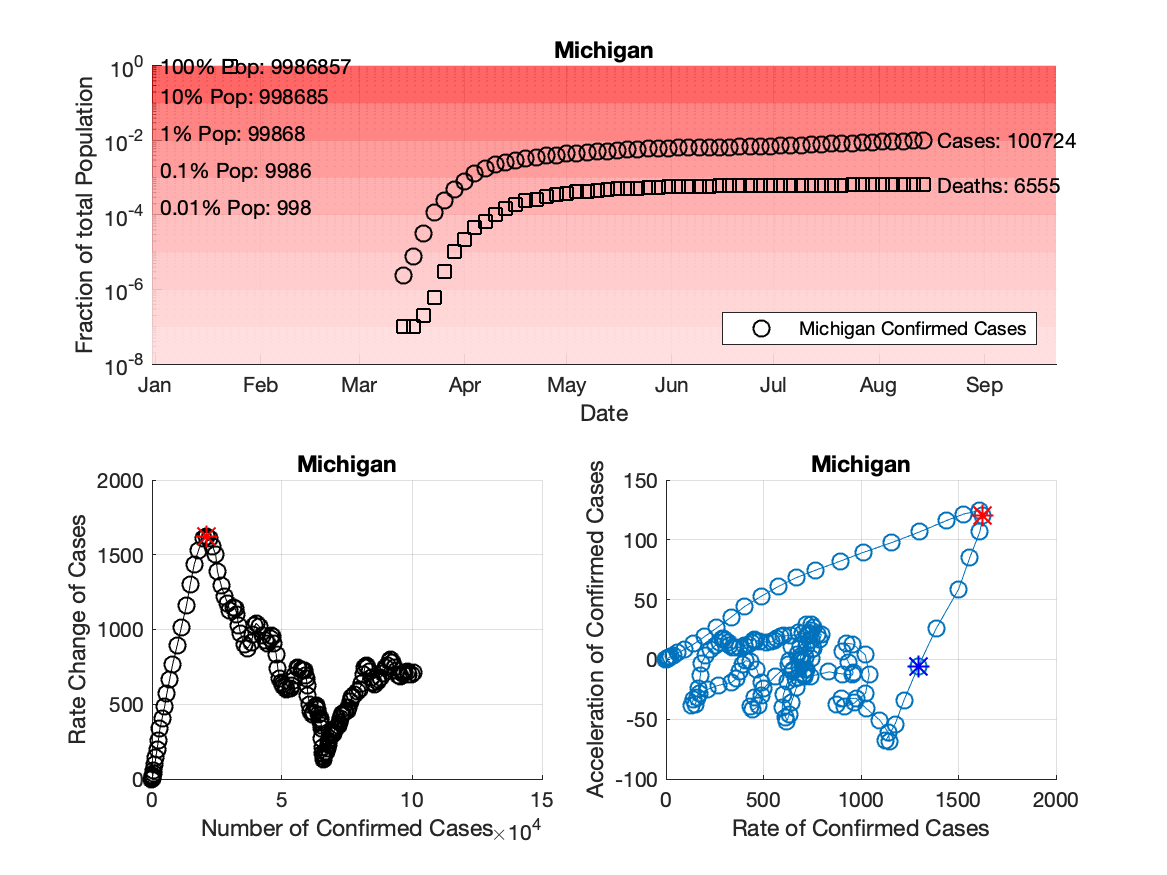 Michigan
Fraction of total Population
10^0
10^-2
10^-4
10^-6
10^-8
100% Pop: 9986857
10% Pop: 998685
1% Pop: 99868
0.1% Pop: 9986
0.01% Pop: 998
Cases: 100724
Deaths: 6555
Michigan Confirmed Cases
Jan Feb Mar Apr May Jun Jul Aug Sep
Date
Michigan
Rate Change of Cases
2000
1500
1000
500
0
0 5 10 15
Number of Confirmed Cases ×10^4
Michigan
Acceleration of Confirmed Cases
150
100
50
0
-50
-100
0 500 1000 1500 2000
Rate of Confirmed Cases